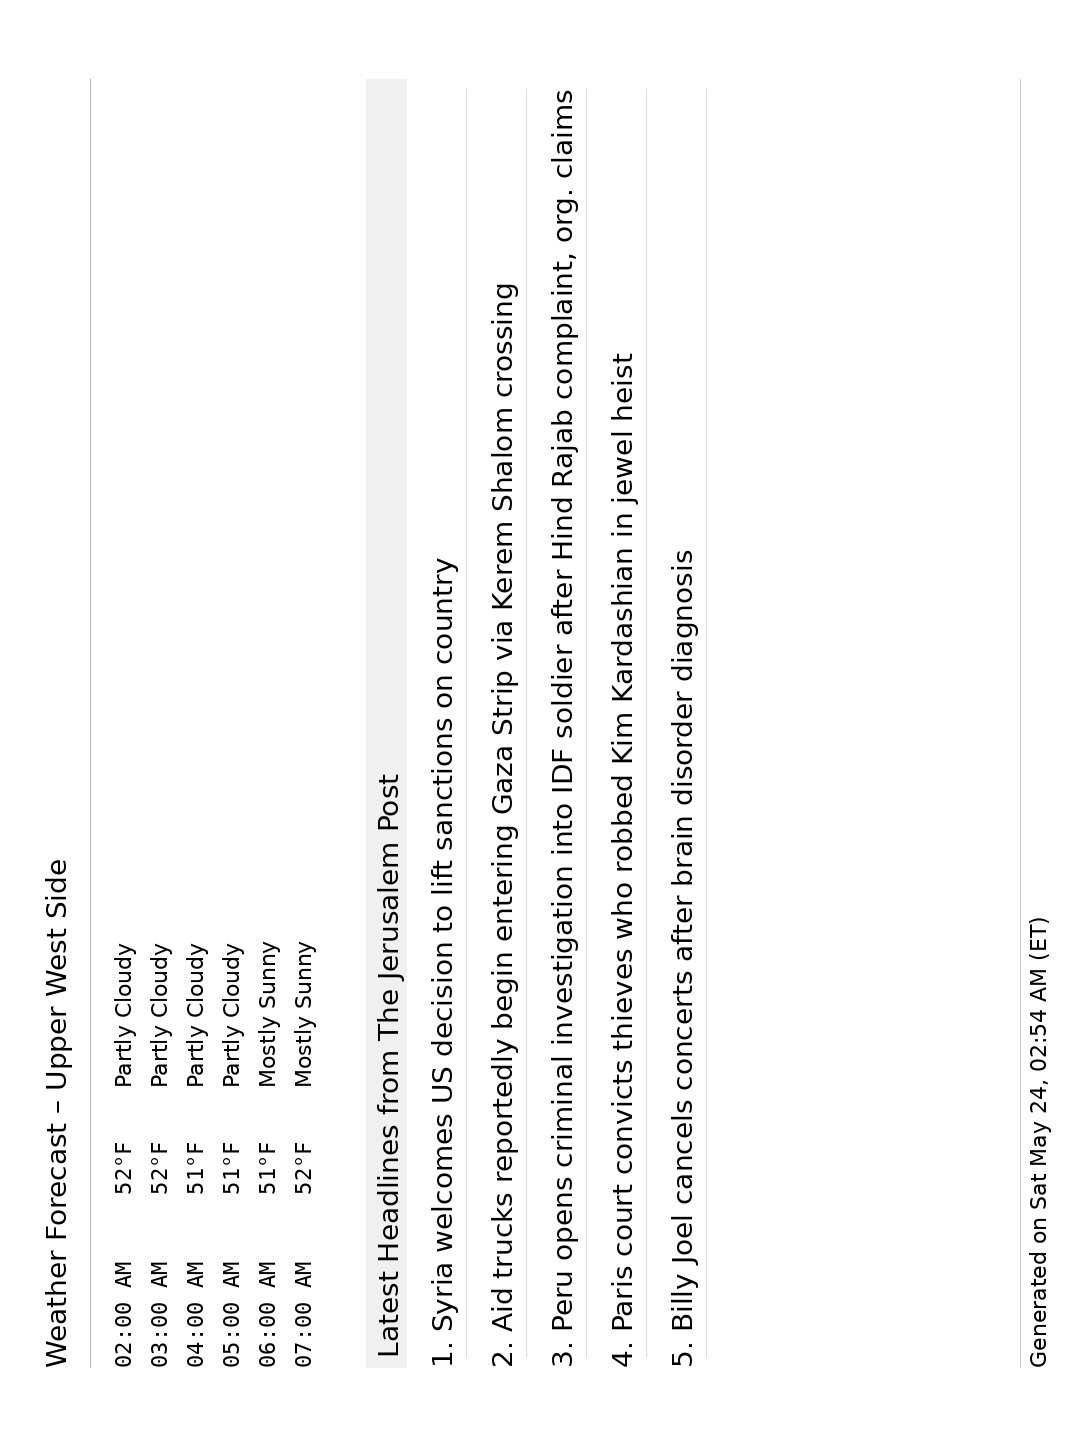 Weather Forecast – Upper West Side
02:00 AM 52°F Partly Cloudy
03:00 AM 52°F Partly Cloudy
04:00 AM 51°F Partly Cloudy
05:00 AM 51°F Partly Cloudy
06:00 AM 51°F Mostly Sunny
07:00 AM 52°F Mostly Sunny
Latest Headlines from The Jerusalem Post
1. Syria welcomes US decision to lift sanctions on country
2. Aid trucks reportedly begin entering Gaza Strip via Kerem Shalom crossing
3. Peru opens criminal investigation into IDF soldier after Hind Rajab complaint, org. claims
4. Paris court convicts thieves who robbed Kim Kardashian in jewel heist
5. Billy Joel cancels concerts after brain disorder diagnosis
Generated on Sat May 24, 02:54 AM (ET)